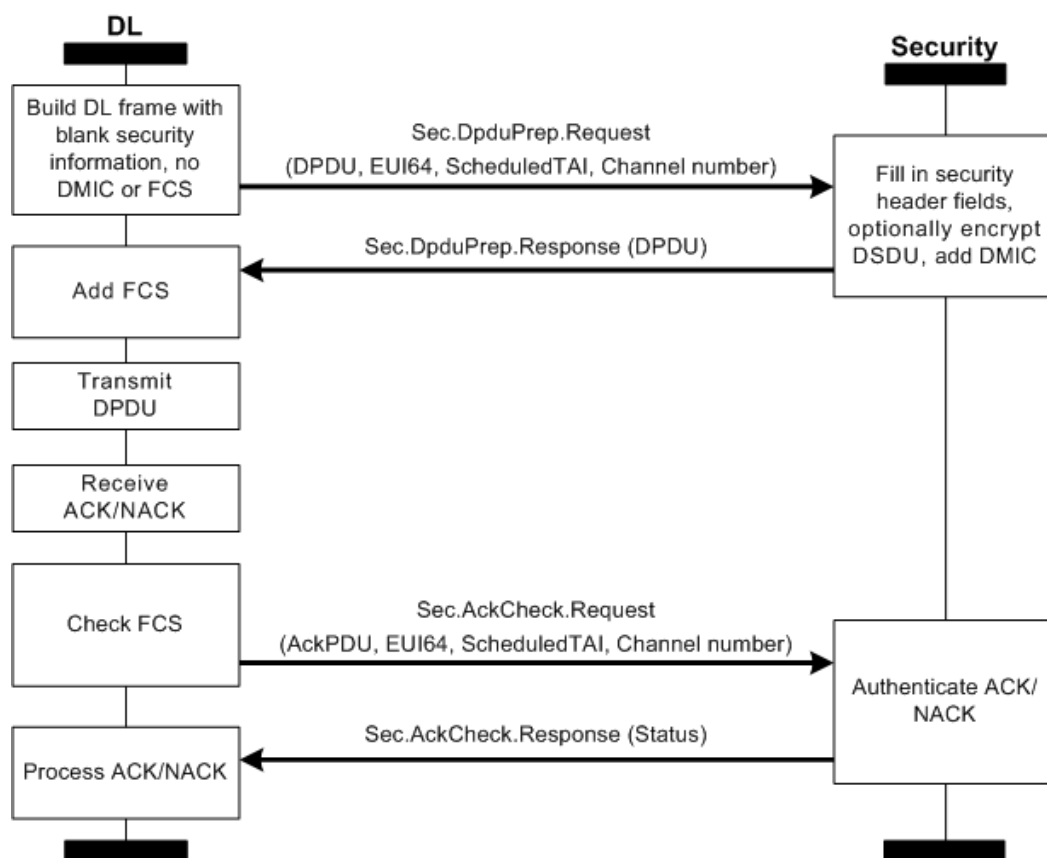 DL
Security
Build DL frame with
blank security
information, no
DMIC or FCS
Sec.DpduPrep.Request
(DPDU, EUI64, ScheduledTAI, Channel number)
Fill in security
header fields,
optionally encrypt
DSDU, add DMIC
Sec.DpduPrep.Response (DPDU)
Add FCS
Transmit
DPDU
Receive
ACK/NACK
Check FCS
Sec.AckCheck.Request
(AckPDU, EUI64, ScheduledTAI, Channel number)
Authenticate ACK/
NACK
Sec.AckCheck.Response (Status)
Process ACK/NACK